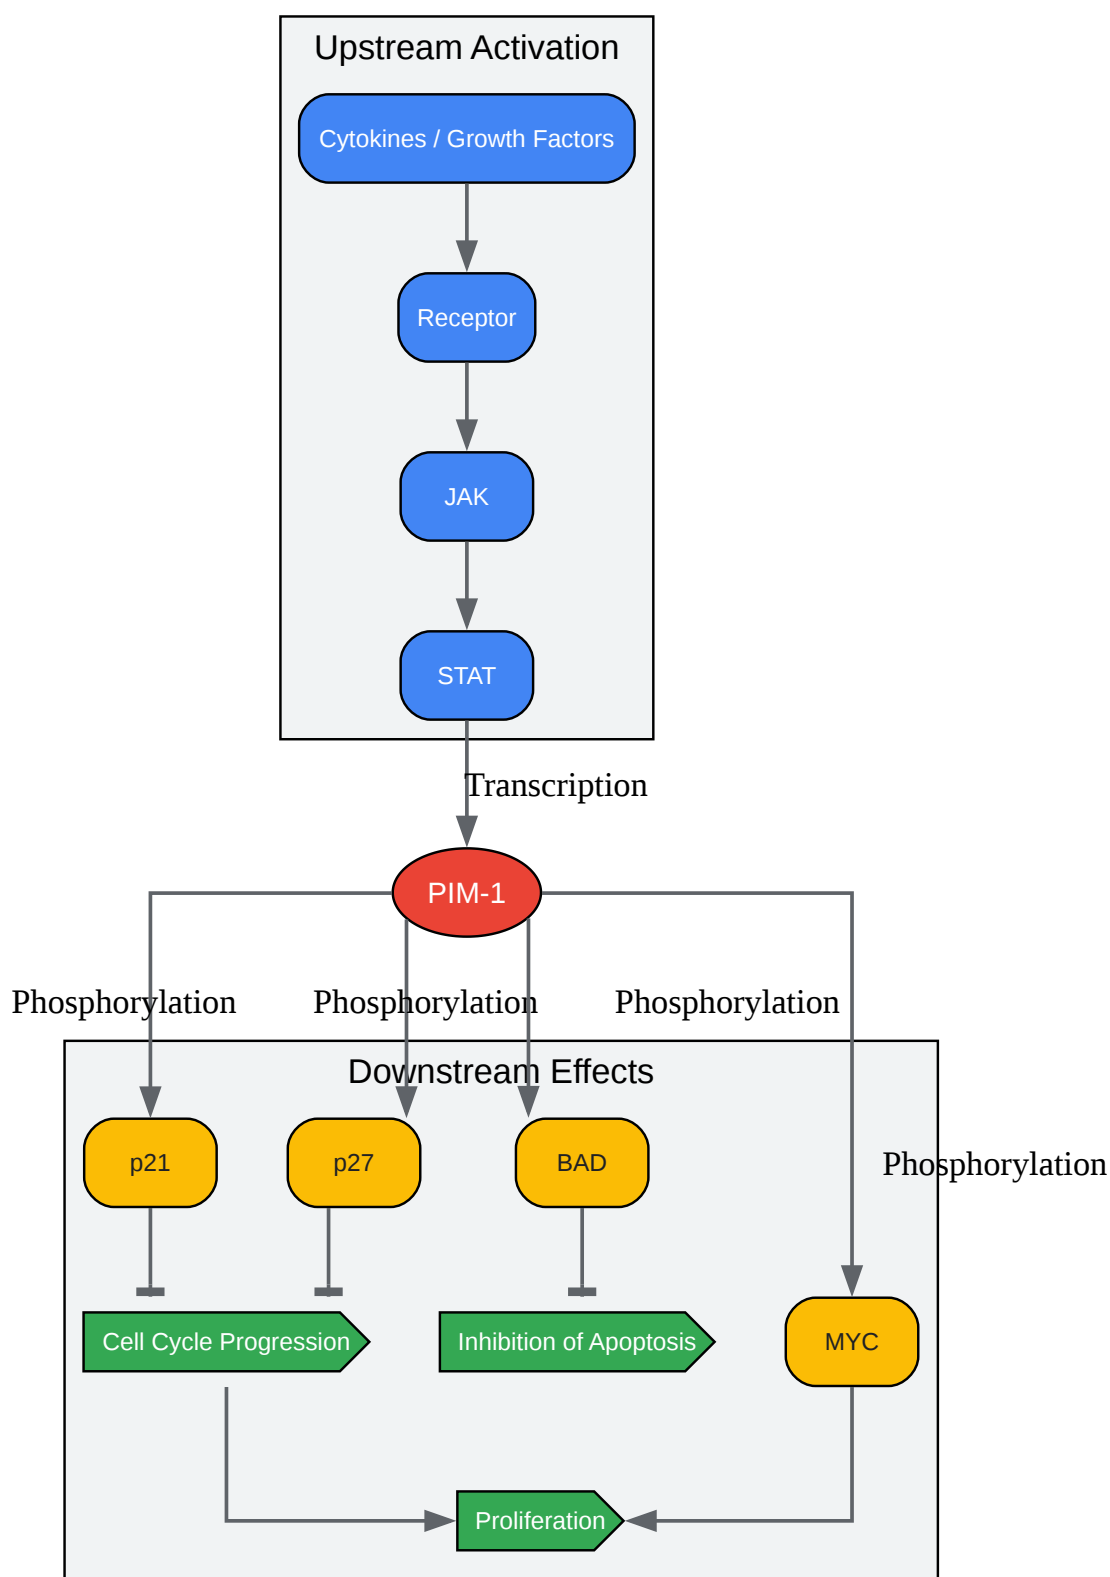 Upstream Activation
Cytokines / Growth Factors
Receptor
JAK
STAT
Transcription
PIM-1
Phosphorylation
Phosphorylation
Phosphorylation
Downstream Effects
p21
p27
BAD
Phosphorylation
Cell Cycle Progression
Inhibition of Apoptosis
MYC
Proliferation